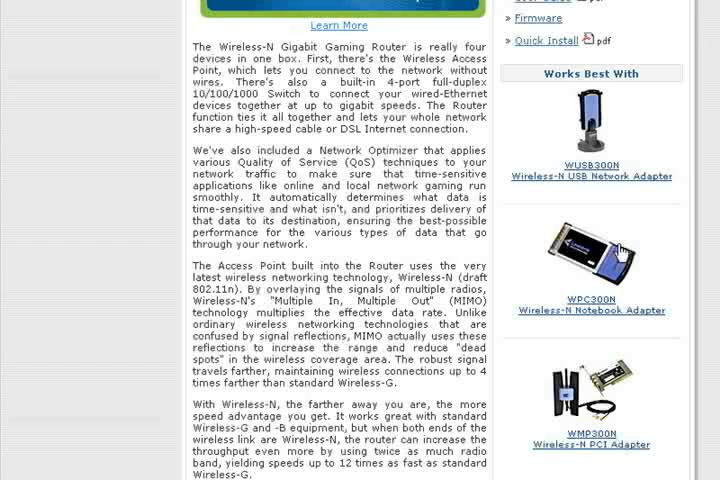 Learn More
The Wireless-N Gigabit Gaming Router is really four
devices in one box. First, there's the Wireless Access
Point, which lets you connect to the network without
wires. There's also a built-in 4-port full-duplex
10/100/1000 Switch to connect your wired-Ethernet
devices together at up to gigabit speeds. The Router
function ties it all together and lets your whole network
share a high-speed cable or DSL Internet connection.
We've also included a Network Optimizer that applies
various Quality of Service (QoS) techniques to your
network traffic to make sure that time-sensitive
applications like online and local network gaming run
smoothly. It automatically determines what data is
time-sensitive and what isn't, and prioritizes delivery of
that data to its destination, ensuring the best-possible
performance for the various types of data that go
through your network.
The Access Point built into the Router uses the very
latest wireless networking technology, Wireless-N (draft
802.11n). By overlaying the signals of multiple radios,
Wireless-N's "Multiple In, Multiple Out" (MIMO)
technology multiplies the effective data rate. Unlike
ordinary wireless networking technologies that are
confused by signal reflections, MIMO actually uses these
reflections to increase the range and reduce "dead
spots" in the wireless coverage area. The robust signal
travels farther, maintaining wireless connections up to 4
times farther than standard Wireless-G.
With Wireless-N, the farther away you are, the more
speed advantage you get. It works great with standard
Wireless-G and -B equipment, but when both ends of the
wireless link are Wireless-N, the router can increase the
throughput even more by using twice as much radio
band, yielding speeds up to 12 times as fast as standard
Wireless-G.
» Firmware
» Quick Install pdf
Works Best With
WUSB300N
Wireless-N USB Network Adapter
WPC300N
Wireless-N Notebook Adapter
WMP300N
Wireless-N PCI Adapter